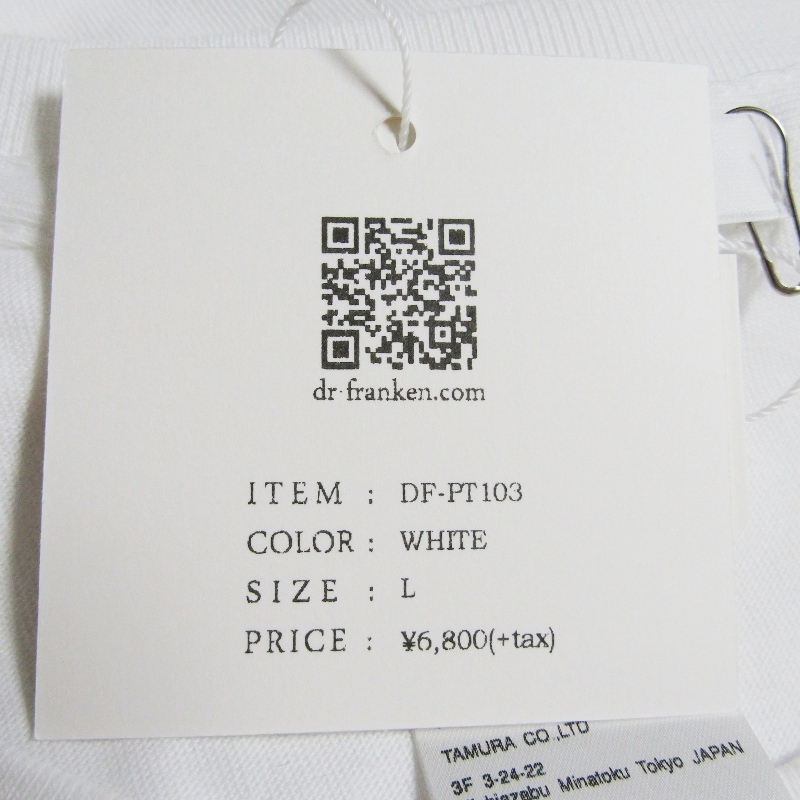 dr-franken.com
ITEM : DF-PT103
COLOR : WHITE
SIZE : L
PRICE : ¥6,800(+tax)
TAMURA CO.,LTD
3F 3-24-22
Minatoku Tokyo JAPAN